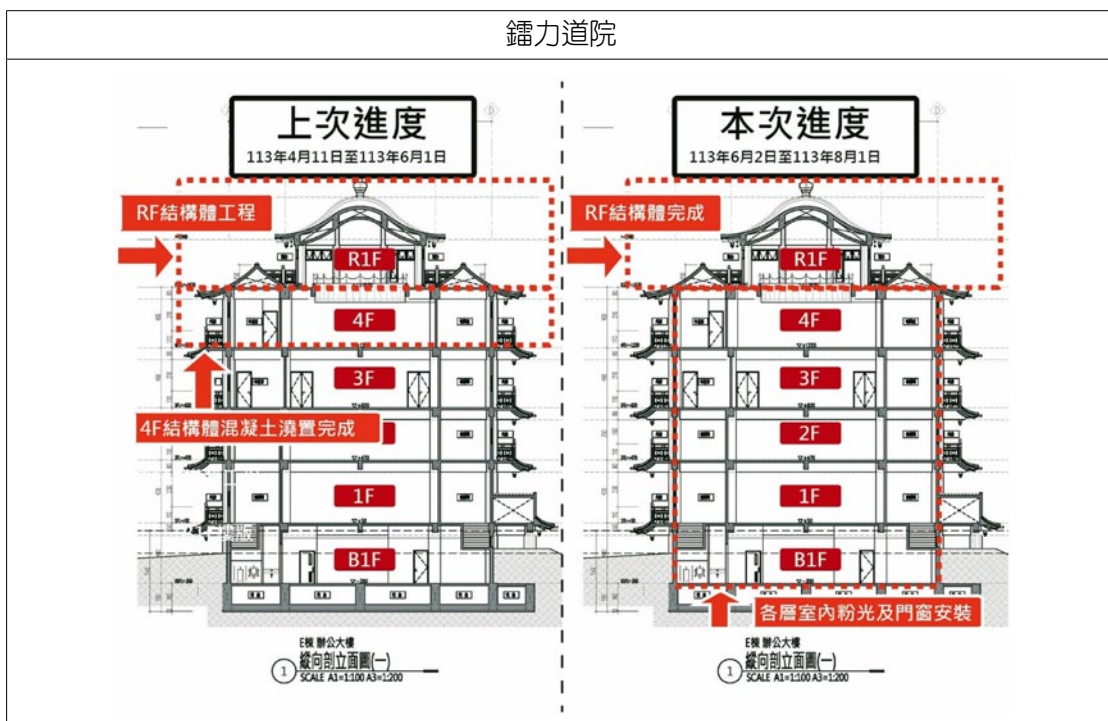 鐳力道院
上次進度
113年4月11日至113年6月1日
RF結構體工程
R1F
4F
3F
4F結構體混凝土澆置完成
1F
B1F
E棟 辦公大樓
縱向剖立面圖(一)
1
SCALE A1=1:100 A3=1:200
本次進度
113年6月2日至113年8月1日
RF結構體完成
R1F
4F
3F
2F
1F
B1F
各層室內粉光及門窗安裝
E棟 辦公大樓
縱向剖立面圖(一)
1
SCALE A1=1:100 A3=1:200